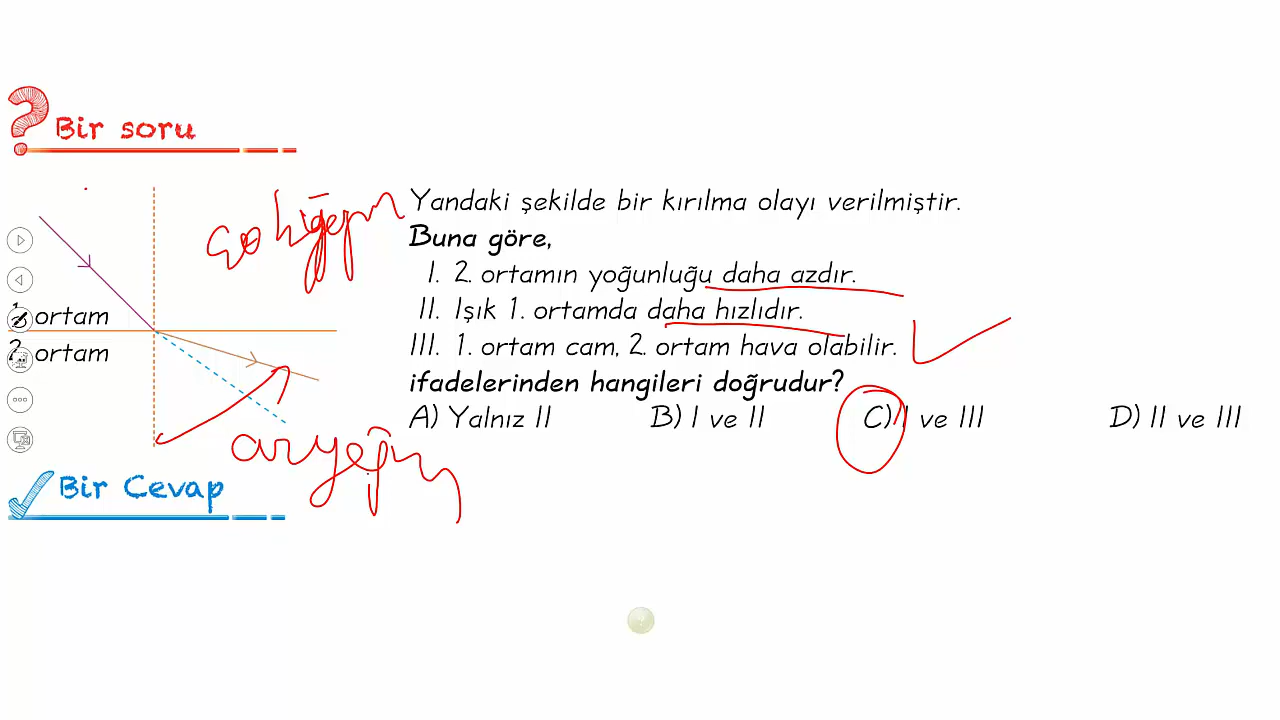 Bir soru
Yandaki şekilde bir kırılma olayı verilmiştir.
Buna göre,
I. 2. ortamın yoğunluğu daha azdır.
II. Işık 1. ortamda daha hızlıdır.
III. 1. ortam cam, 2. ortam hava olabilir.
ifadelerinden hangileri doğrudur?
A) Yalnız II B) I ve II C) I ve III D) II ve III
ortam
2. ortam
Bir Cevap